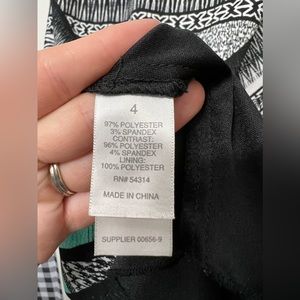 4
97% POLYESTER
3% SPANDEX
CONTRAST:
96% POLYESTER
4% SPANDEX
LINING:
100% POLYESTER
RN# 54314
MADE IN CHINA
SUPPLIER 00656-9